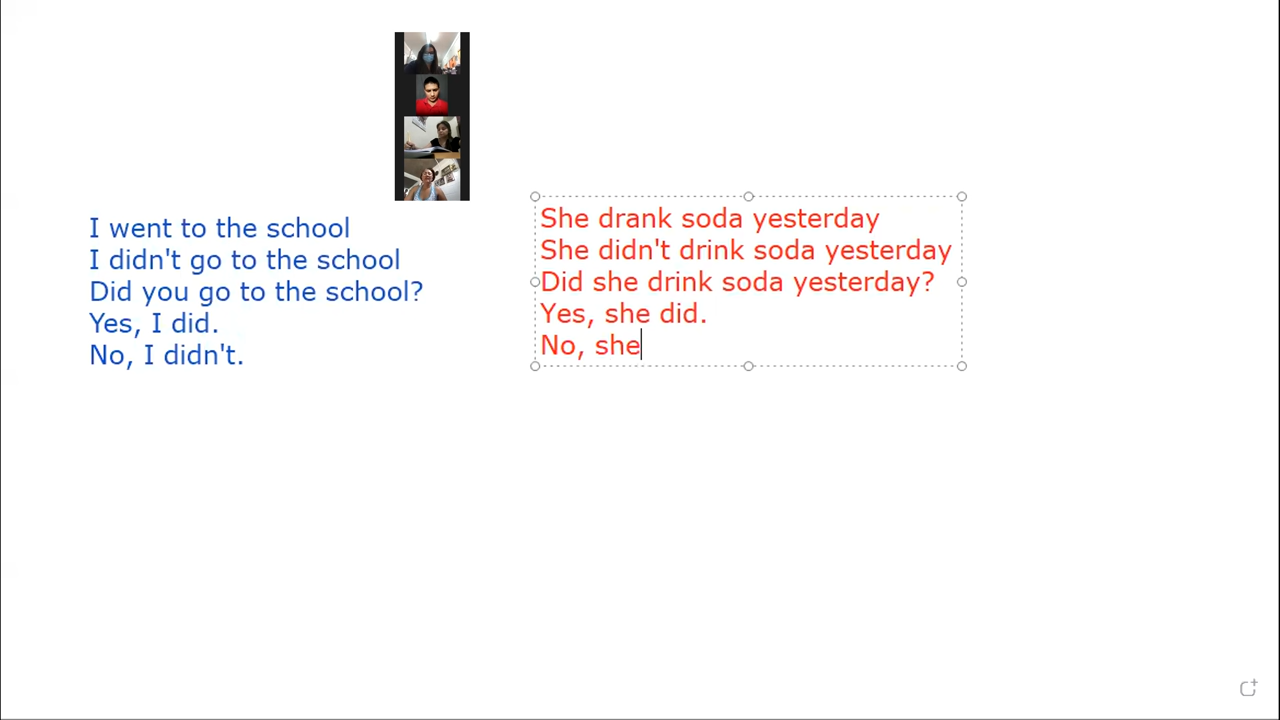 I went to the school
I didn't go to the school
Did you go to the school?
Yes, I did.
No, I didn't.
She drank soda yesterday
She didn't drink soda yesterday
Did she drink soda yesterday?
Yes, she did.
No, she